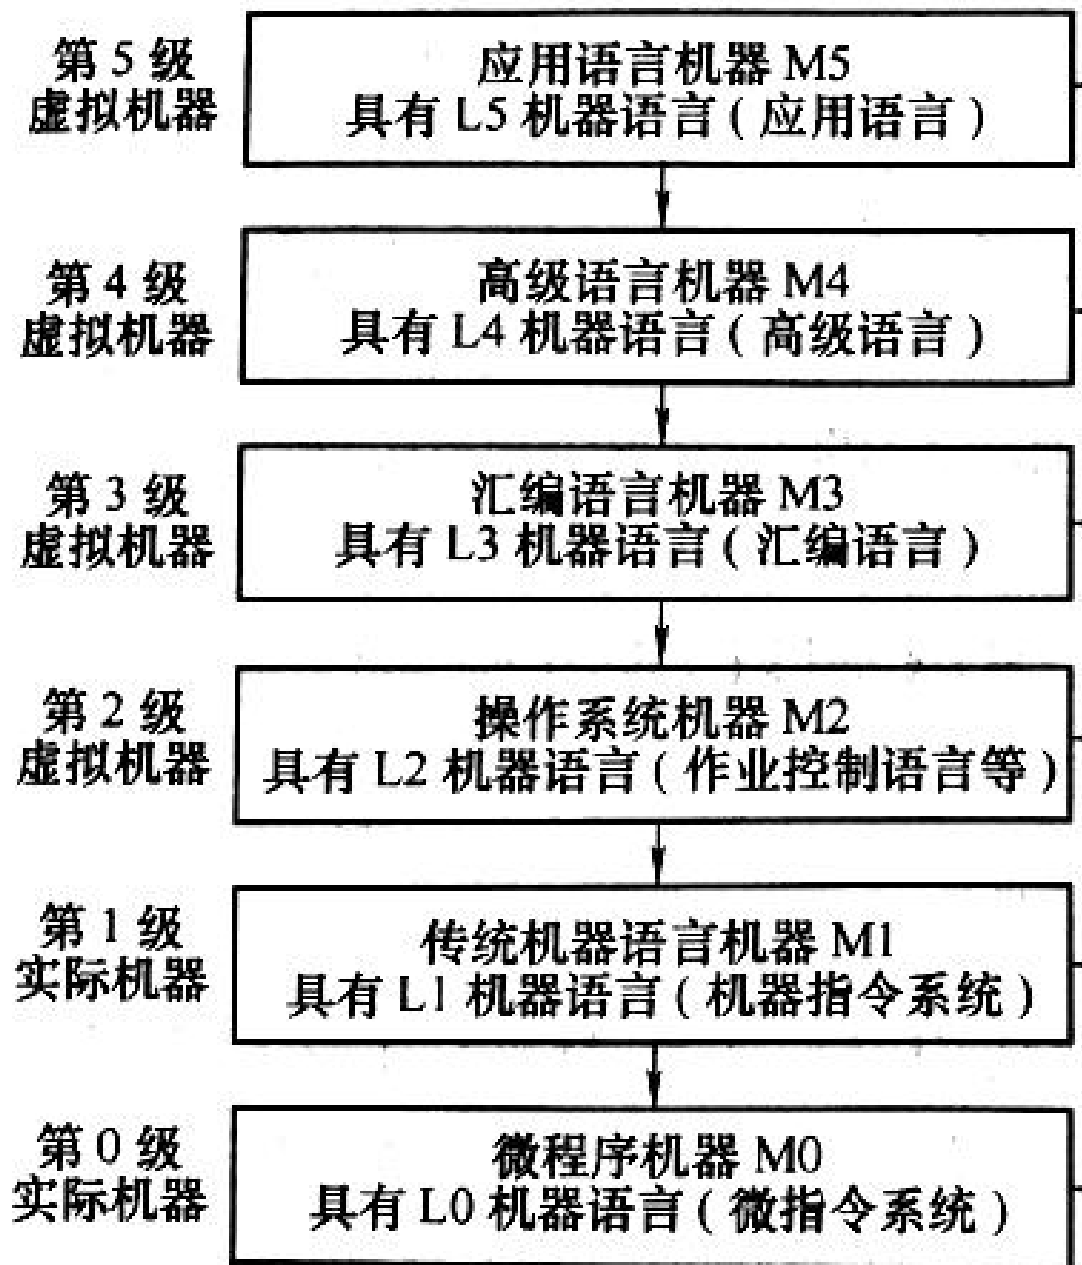 第 5 级
虚拟机器
应用语言机器 M5
具有 L5 机器语言 ( 应用语言 )
第 4 级
虚拟机器
高级语言机器 M4
具有 L4 机器语言 ( 高级语言 )
第 3 级
虚拟机器
汇编语言机器 M3
具有 L3 机器语言 ( 汇编语言 )
第 2 级
虚拟机器
操作系统机器 M2
具有 L2 机器语言 ( 作业控制语言等 )
第 1 级
实际机器
传统机器语言机器 M1
具有 L1 机器语言 ( 机器指令系统 )
第 0 级
实际机器
微程序机器 M0
具有 L0 机器语言 ( 微指令系统 )